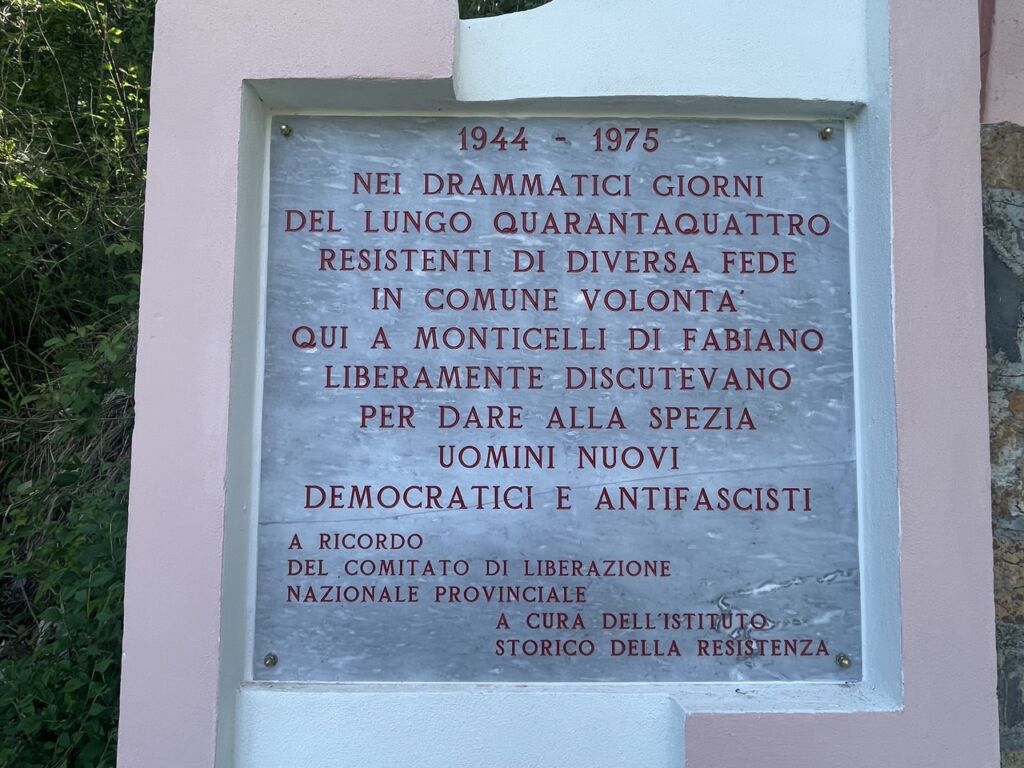 1944 - 1975
NEI DRAMMATICI GIORNI
DEL LUNGO QUARANTAQUATTRO
RESISTENTI DI DIVERSA FEDE
IN COMUNE VOLONTA'
QUI A MONTICELLI DI FABIANO
LIBERAMENTE DISCUTEVANO
PER DARE ALLA SPEZIA
UOMINI NUOVI
DEMOCRATICI E ANTIFASCISTI
A RICORDO
DEL COMITATO DI LIBERAZIONE
NAZIONALE PROVINCIALE
A CURA DELL'ISTITUTO
STORICO DELLA RESISTENZA